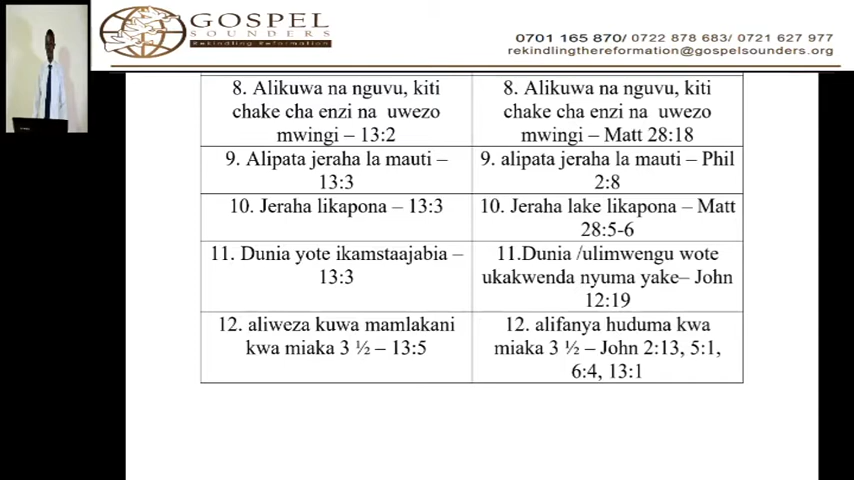 GOSPEL
SOUNDERS
Rekindling Reformation
0701 165 870/ 0722 878 683/ 0721 627 977
rekindlingthereformation@gospelsounders.org
8. Alikuwa na nguvu, kiti
chake cha enzi na uwezo
mwingi – 13:2
8. Alikuwa na nguvu, kiti
chake cha enzi na uwezo
mwingi – Matt 28:18
9. Alipata jeraha la mauti –
13:3
9. alipata jeraha la mauti – Phil
2:8
10. Jeraha likapona – 13:3
10. Jeraha lake likapona – Matt
28:5-6
11. Dunia yote ikamstaajabia –
13:3
11.Dunia /ulimwengu wote
ukakwenda nyuma yake– John
12:19
12. aliweza kuwa mamlakani
kwa miaka 3 ½ – 13:5
12. alifanya huduma kwa
miaka 3 ½ – John 2:13, 5:1,
6:4, 13:1